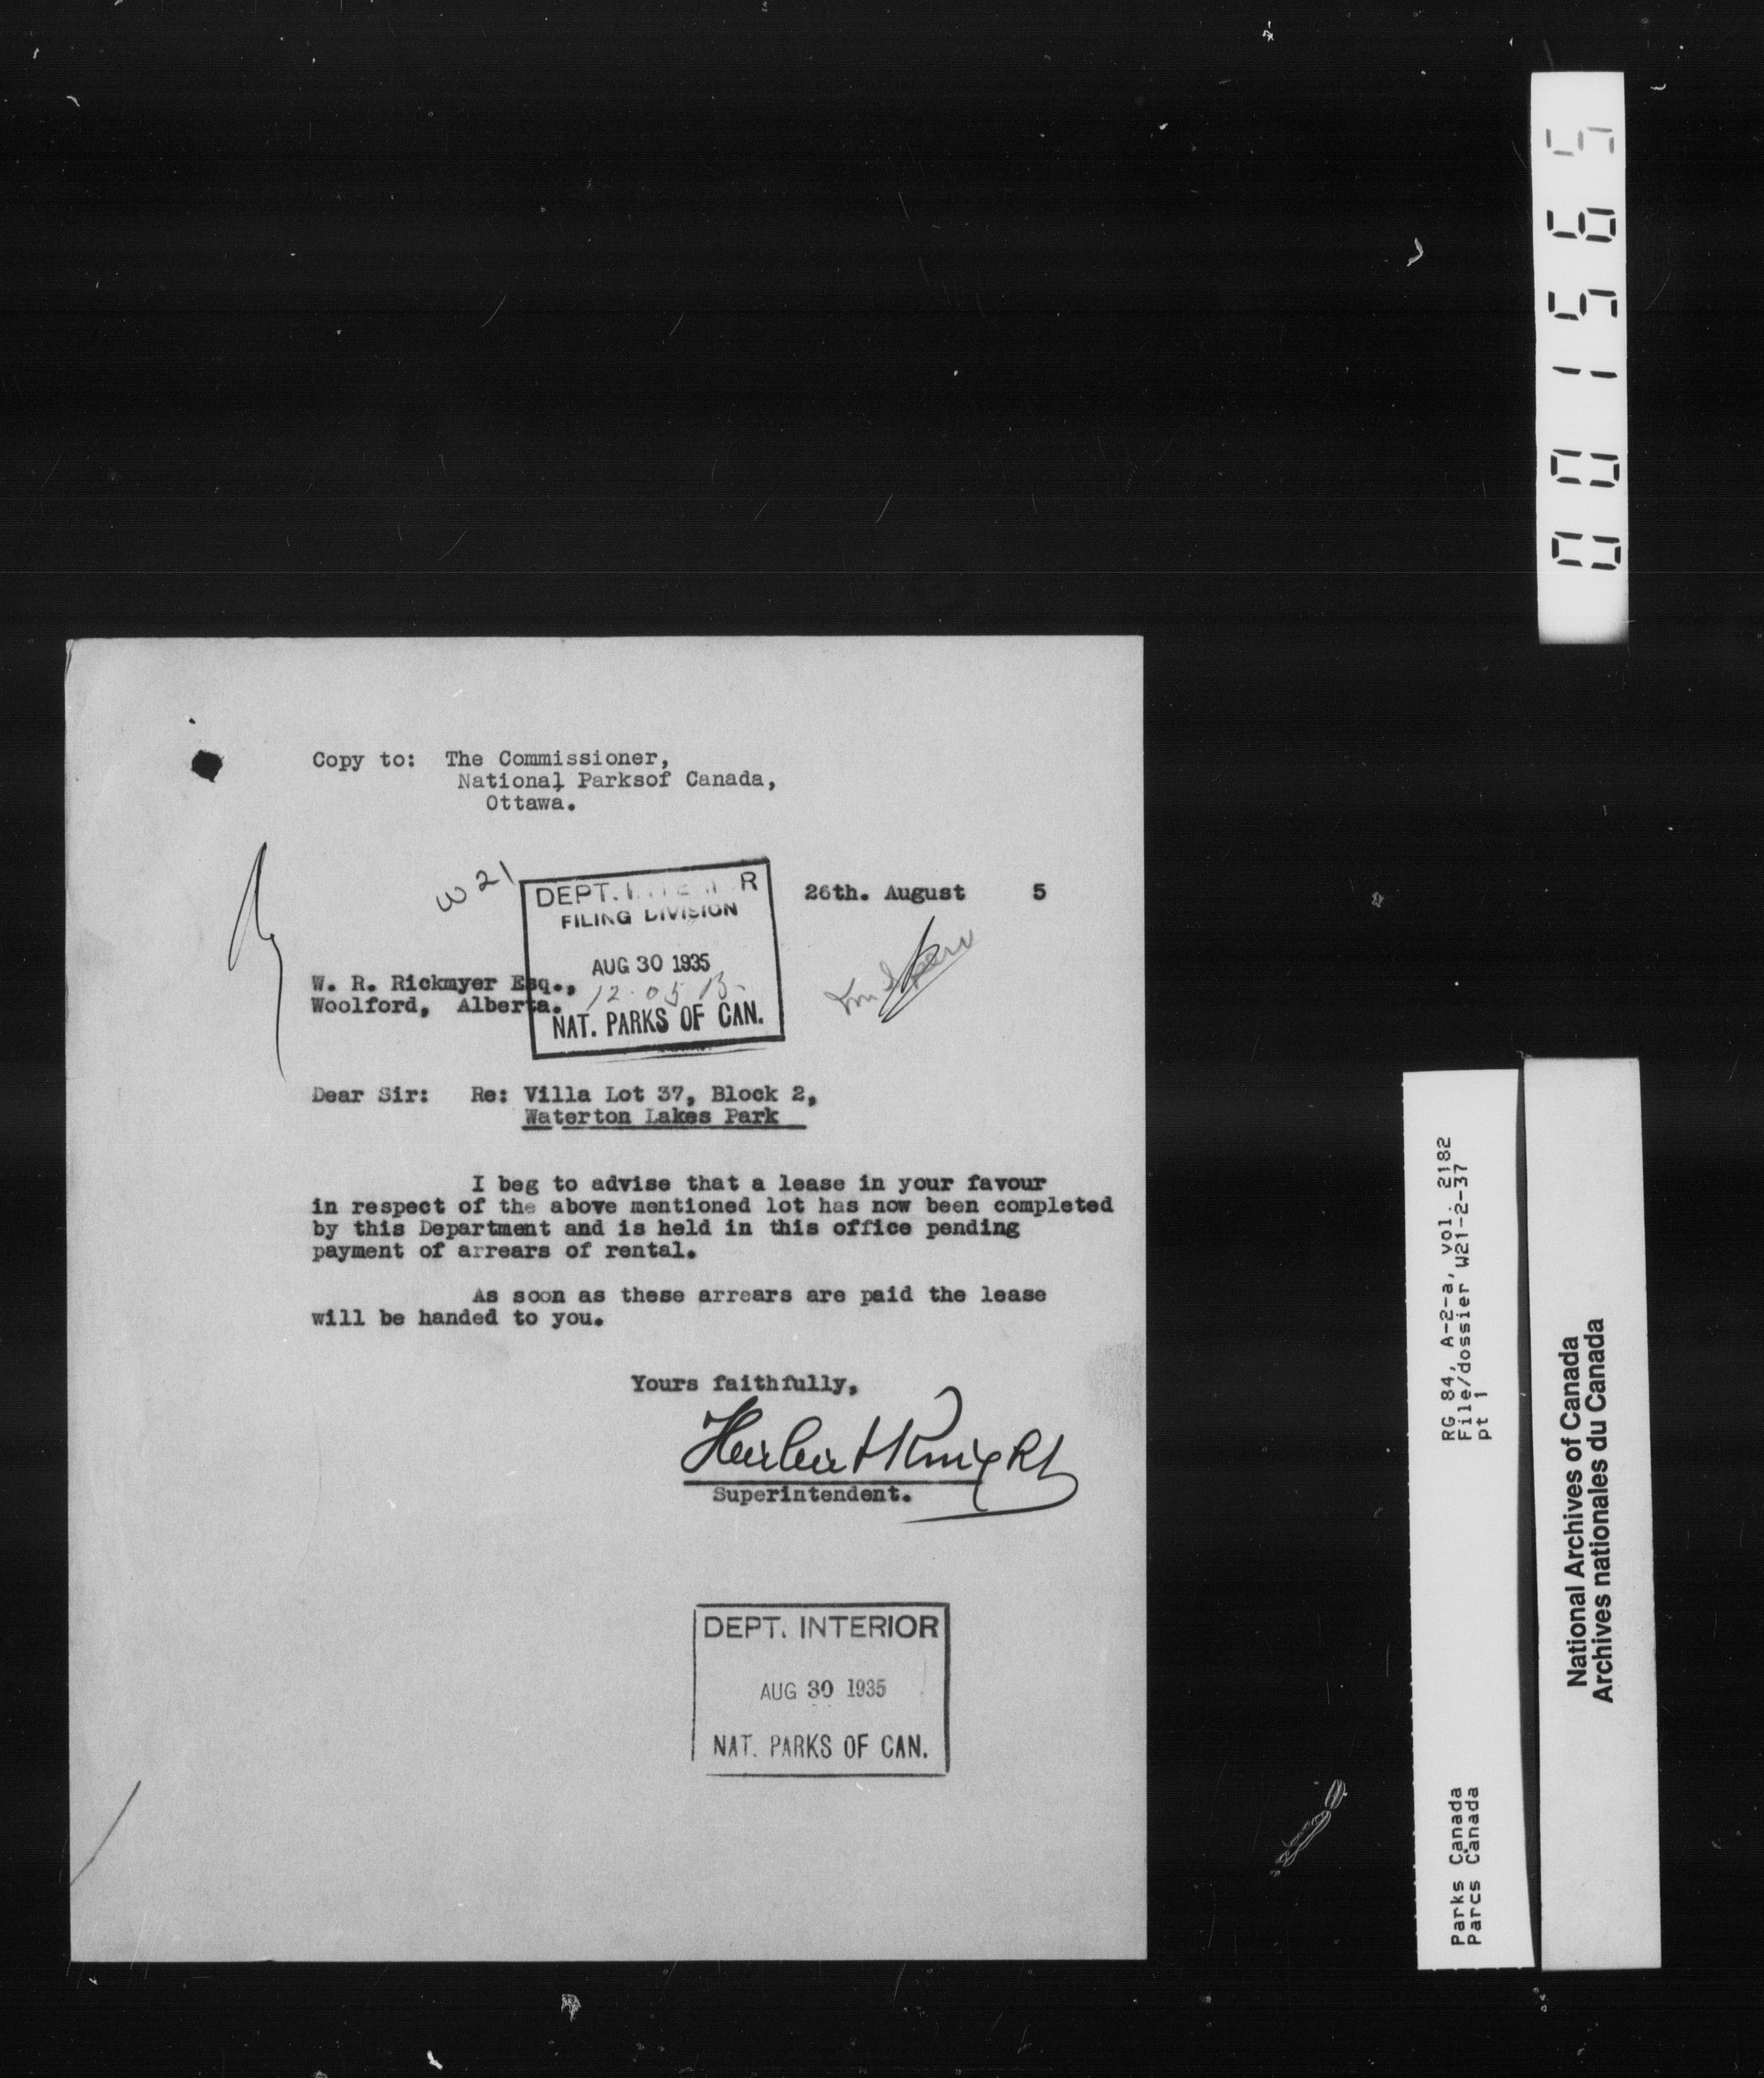 Copy to: The Commissioner,
National Parksof Canada,
Ottawa.
W 21
DEPT. INTERIOR
FILING DIVISION
AUG 30 1935
NAT. PARKS OF CAN.
26th. August 5
W. R. Rickmyer Esq.,
Woolford, Alberta.
Dear Sir: Re: Villa Lot 37, Block 2,
Waterton Lakes Park
I beg to advise that a lease in your favour
in respect of the above mentioned lot has now been completed
by this Department and is held in this office pending
payment of arrears of rental.
As soon as these arrears are paid the lease
will be handed to you.
Yours faithfully,
Herbert Knight
Superintendent.
DEPT. INTERIOR
AUG 30 1935
NAT. PARKS OF CAN.
001565
RG 84, A-2-a, vol. 2182
File/dossier W21-2-37
pt 1
Parks Canada
Parcs Canada
National Archives of Canada
Archives nationales du Canada